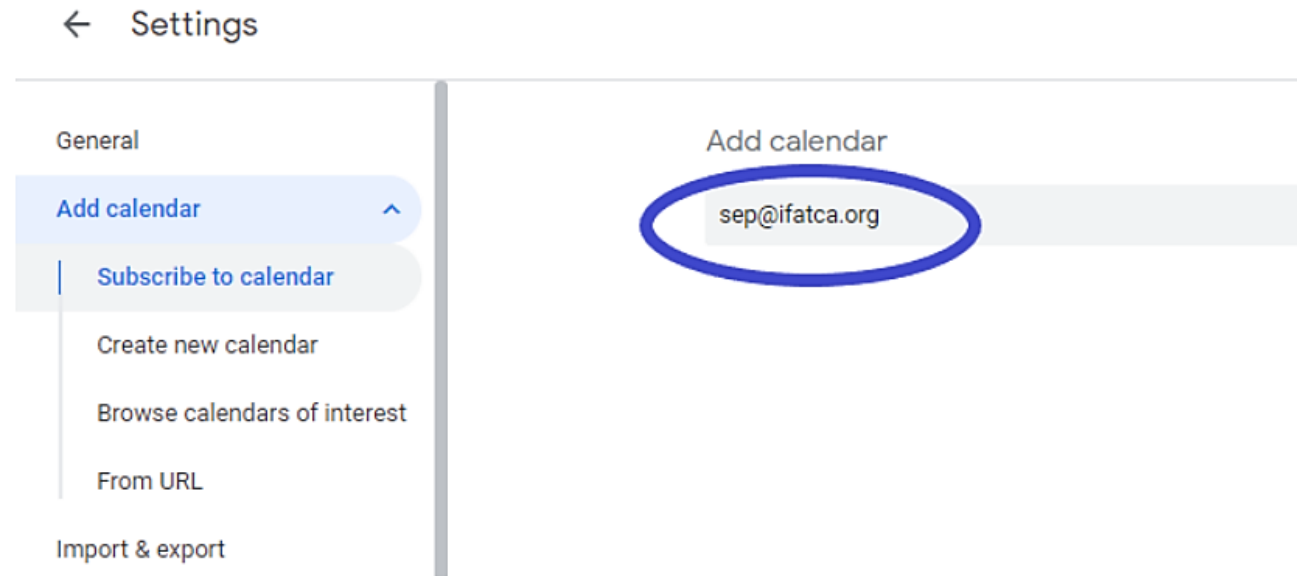 Settings
General
Add calendar
Subscribe to calendar
Create new calendar
Browse calendars of interest
From URL
Import & export
Add calendar
sep@ifatca.org